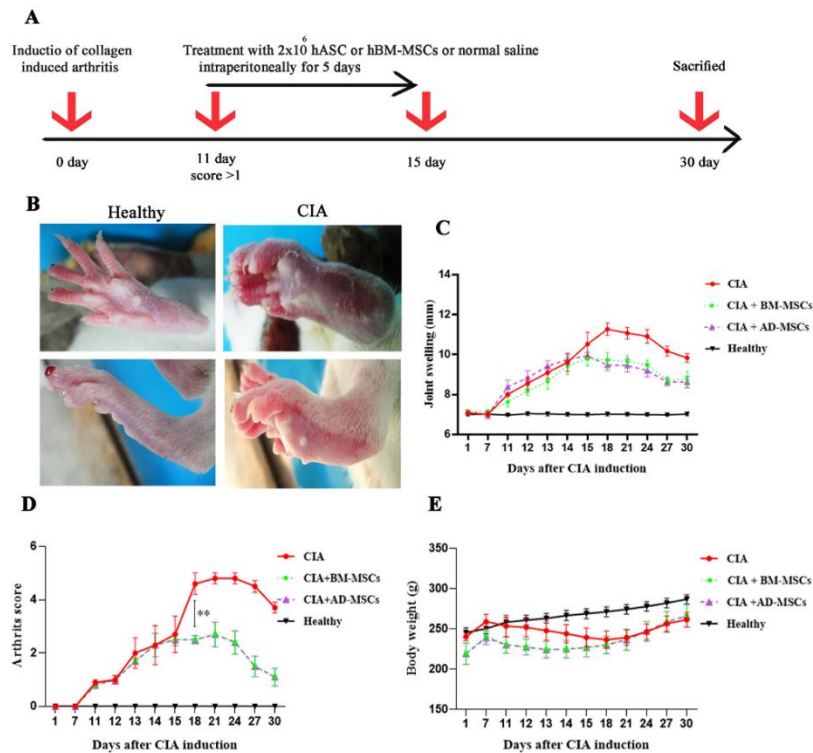 A
Inductio of collagen
induced arthritis
Treatment with 2x10 6 hASC or hBM-MSCs or normal saline
intraperitoneally for 5 days
Sacrified
0 day
11 day
score >1
15 day
30 day
B
Healthy
CIA
C
Joint swelling (mm)
12
10
8
6
1 7 11 12 13 14 15 18 21 24 27 30
Days after CIA induction
CIA
CIA + BM-MSCs
CIA + AD-MSCs
Healthy
D
Arthrits score
6
4
2
0
1 7 11 12 13 14 15 18 21 24 27 30
Days after CIA induction
**
CIA
CIA+BM-MSCs
CIA+AD-MSCs
Healthy
E
Body weight (g)
350
300
250
200
150
1 7 11 12 13 14 15 18 21 24 27 30
Days after CIA induction
CIA
CIA + BM-MSCs
CIA +AD-MSCs
Healthy